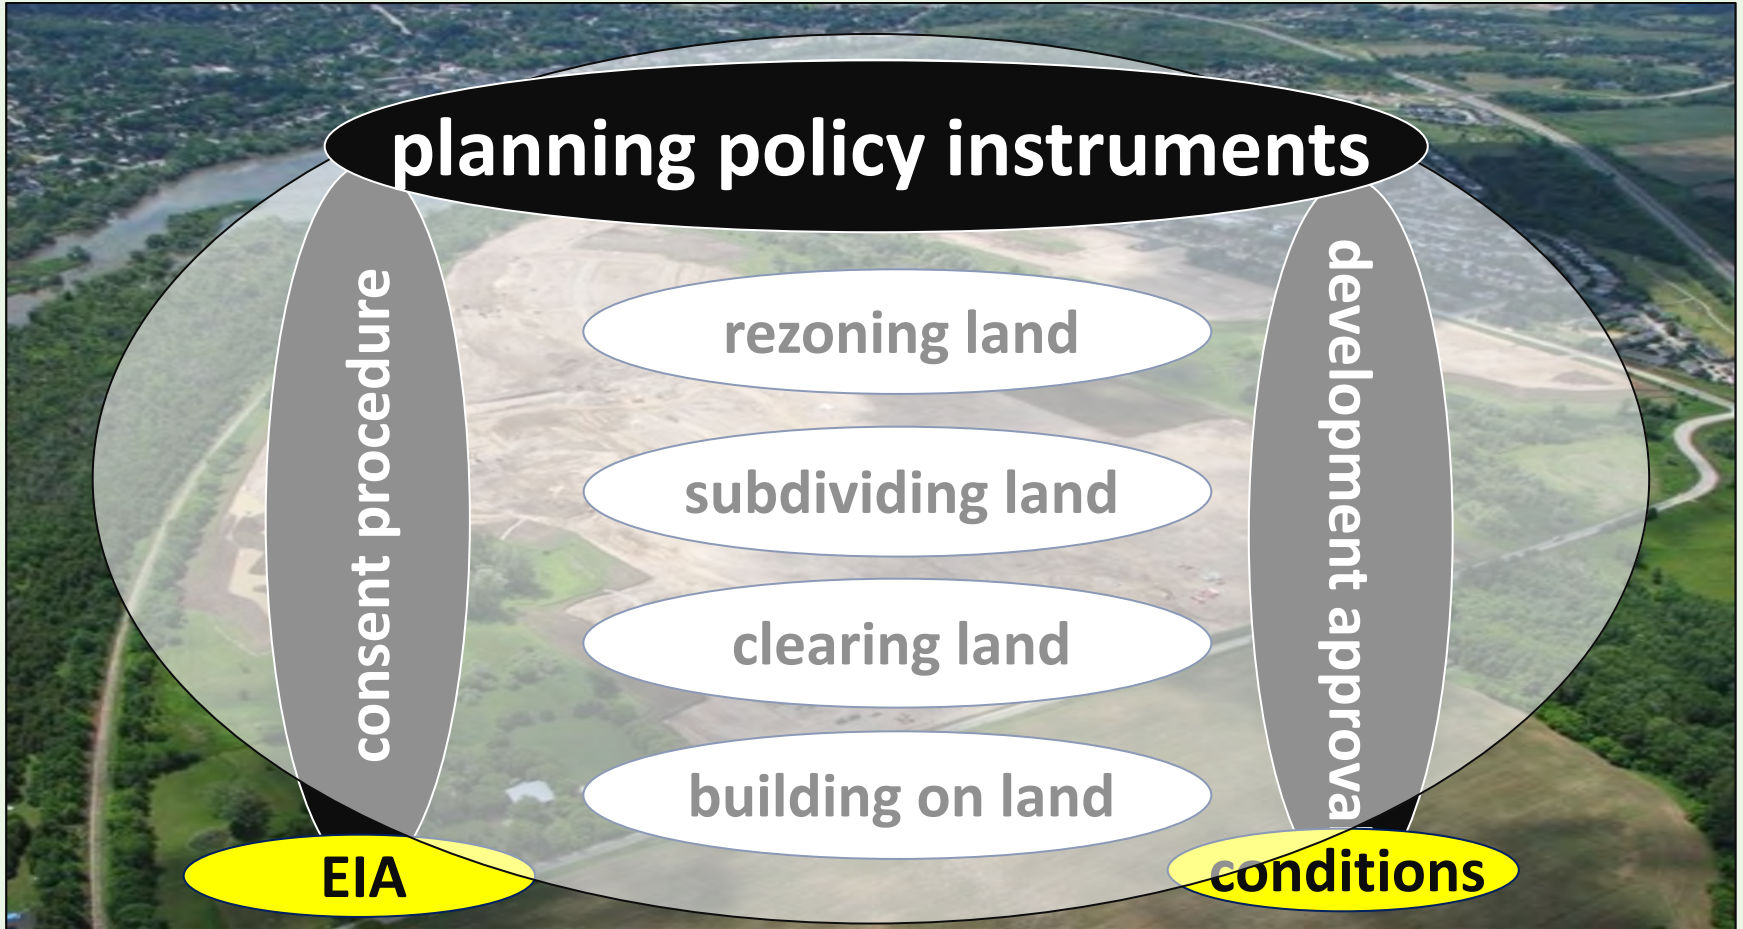 planning policy instruments
consent procedure
development approva
rezoning land
subdividing land
clearing land
building on land
EIA
conditions